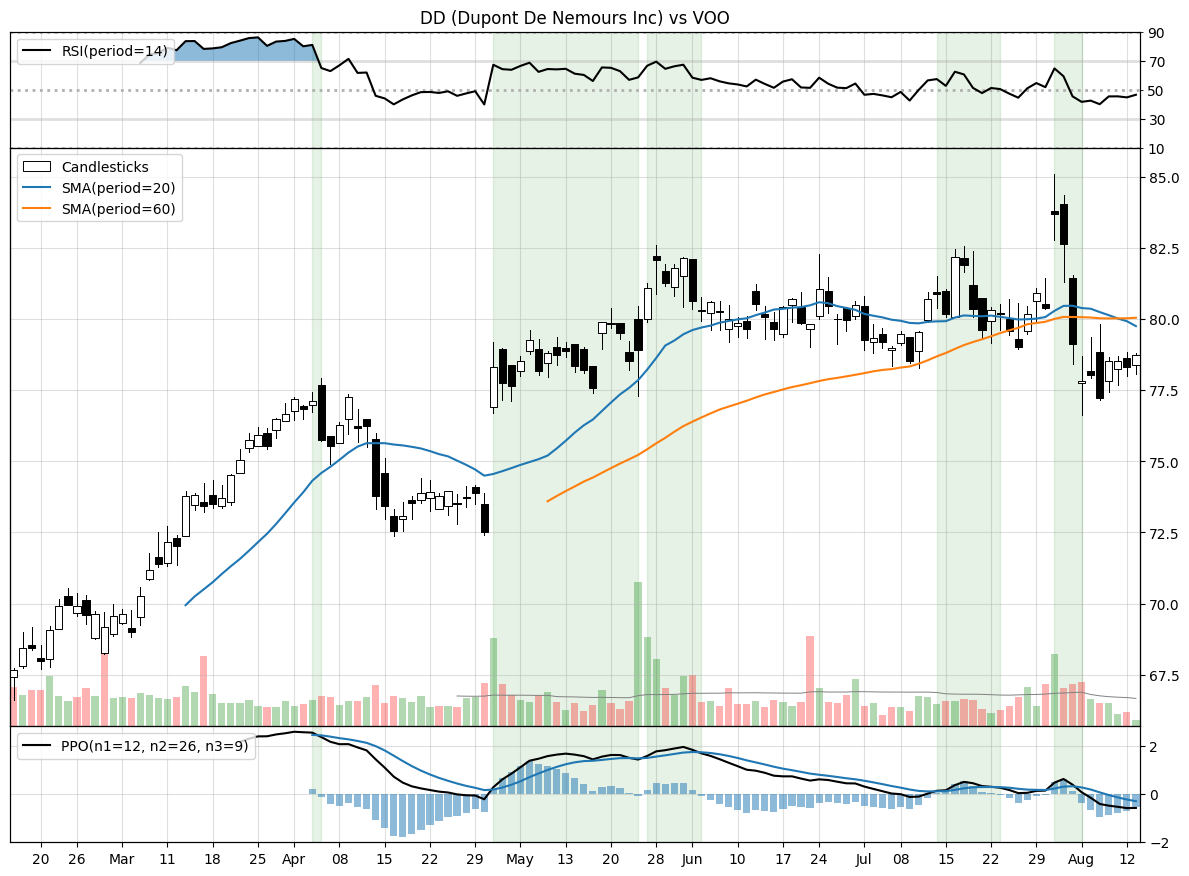 DD (Dupont De Nemours Inc) vs VOO
RSI(period=14)
90
70
50
30
10
Candlesticks
SMA(period=20)
SMA(period=60)
85.0
82.5
80.0
77.5
75.0
72.5
70.0
67.5
PPO(n1=12, n2=26, n3=9)
2
0
−2
20 26 Mar 11 18 25 Apr 08 15 22 29 May 13 20 28 Jun 10 17 24 Jul 08 15 22 29 Aug 12